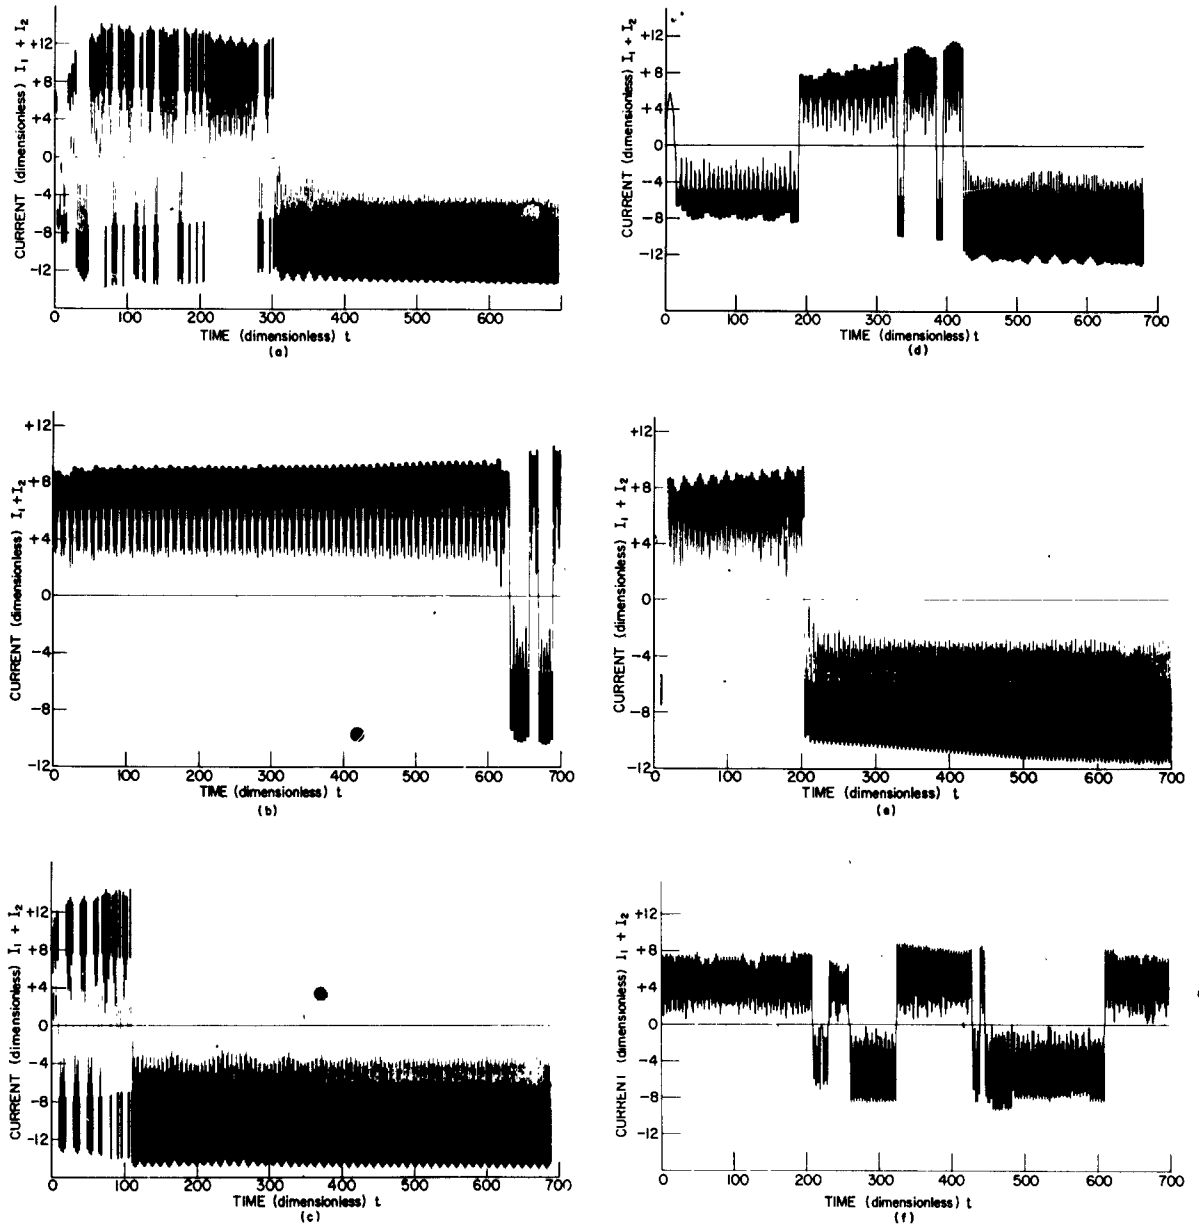 CURRENT (dimensionless) I₁ + I₂
+12
+8
+4
0
-4
-8
-12
0 100 200 300 400 500 600
TIME (dimensionless) t
(a)
CURRENT (dimensionless) I₁ + I₂
+12
+8
+4
0
-4
-8
-12
0 100 200 300 400 500 600 700
TIME (dimensionless) t
(d)
CURRENT (dimensionless) I₁ + I₂
+12
+8
+4
0
-4
-8
-12
0 100 200 300 400 500 600 700
TIME (dimensionless) t
(b)
CURRENT (dimensionless) I₁ + I₂
+12
+8
+4
0
-4
-8
-12
0 100 200 300 400 500 600 700
TIME (dimensionless) t
(e)
CURRENT (dimensionless) I₁ + I₂
+12
+8
+4
0
-4
-8
-12
0 100 200 300 400 500 600 700
TIME (dimensionless) t
(c)
CURRENT (dimensionless) I₁ + I₂
+12
+8
+4
0
-4
-8
-12
0 100 200 300 400 500 600 700
TIME (dimensionless) t
(f)